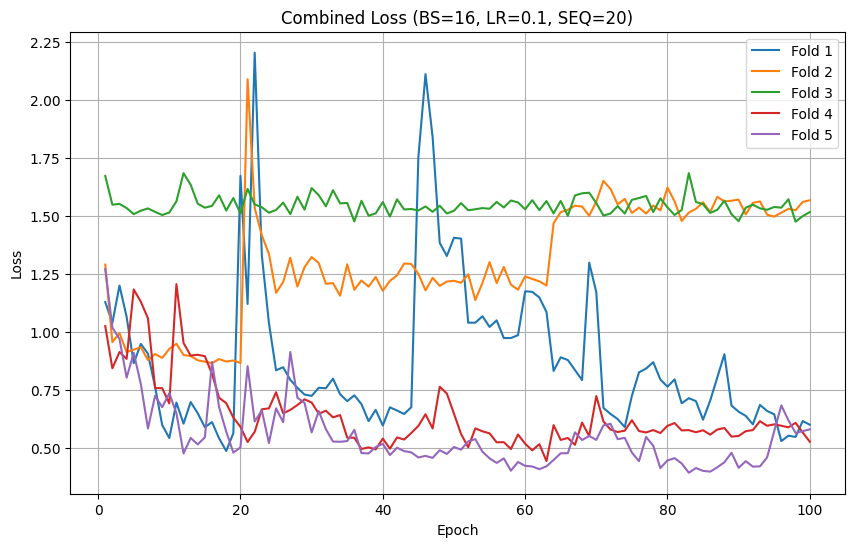 Combined Loss (BS=16, LR=0.1, SEQ=20)
Loss
2.25
2.00
1.75
1.50
1.25
1.00
0.75
0.50
Fold 1
Fold 2
Fold 3
Fold 4
Fold 5
0
20
40
60
80
100
Epoch